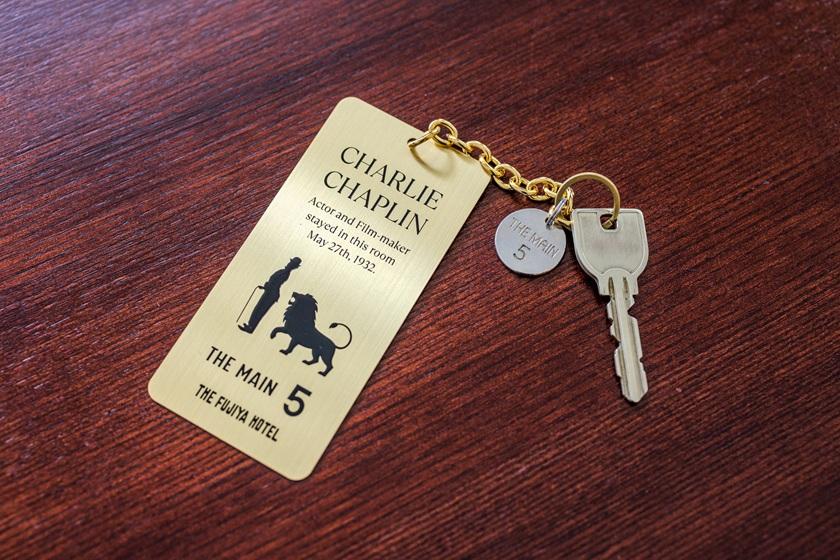 CHARLIE
CHAPLIN
Actor and Film-maker
stayed in this room
May 27th, 1932.
THE MAIN 5
THE FUJIYA HOTEL
THE MAIN
5